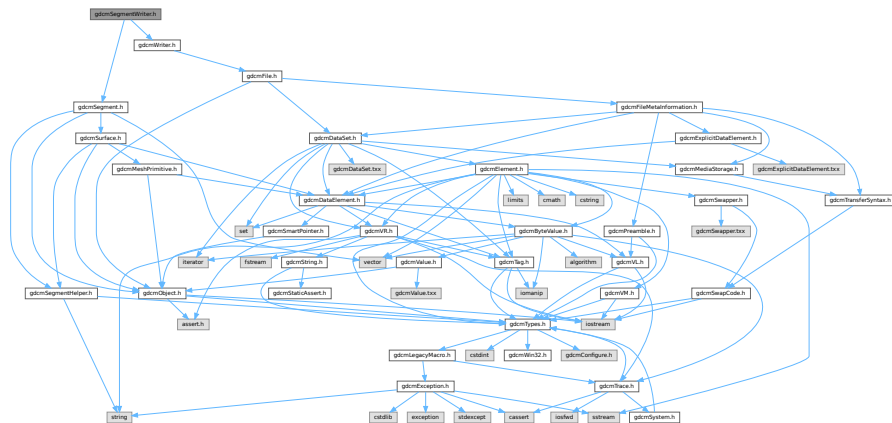 gdcmSegmentWriter.h
gdcmWriter.h
gdcmFile.h
gdcmSegment.h
gdcmFileMetaInformation.h
gdcmSurface.h
gdcmDataSet.h
gdcmExplicitDataElement.h
gdcmMeshPrimitive.h
gdcmDataSet.txx
gdcmElement.h
gdcmMediaStorage.h
gdcmExplicitDataElement.txx
gdcmDataElement.h
limits
cmath
cstring
gdcmSwapper.h
gdcmTransferSyntax.h
set
gdcmSmartPointer.h
gdcmVR.h
gdcmByteValue.h
gdcmPreamble.h
gdcmSwapper.txx
iterator
fstream
gdcmString.h
vector
gdcmValue.h
gdcmTag.h
algorithm
gdcmVL.h
gdcmSegmentHelper.h
gdcmObject.h
gdcmStaticAssert.h
gdcmValue.txx
iomanip
gdcmVM.h
gdcmSwapCode.h
assert.h
gdcmTypes.h
iostream
gdcmLegacyMacro.h
cstdint
gdcmWin32.h
gdcmConfigure.h
gdcmException.h
gdcmTrace.h
string
cstdlib
exception
stdexcept
cassert
iosfwd
sstream
gdcmSystem.h